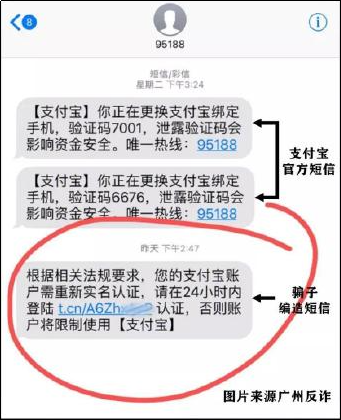 8
95188
短信/彩信
星期二 下午3:24
【支付宝】你正在更换支付宝绑定
手机，验证码7001，泄露验证码会
影响资金安全。唯一热线：95188
支付宝
官方短信
【支付宝】你正在更换支付宝绑定
手机，验证码6676，泄露验证码会
影响资金安全。唯一热线：95188
昨天 下午2:47
根据相关法规要求，您的支付宝账
户需重新实名认证，请在24小时内
登陆 t.cn/A6Zh 认证，否则账
户将限制使用【支付宝】
骗子
编造短信
图片来源广州反诈